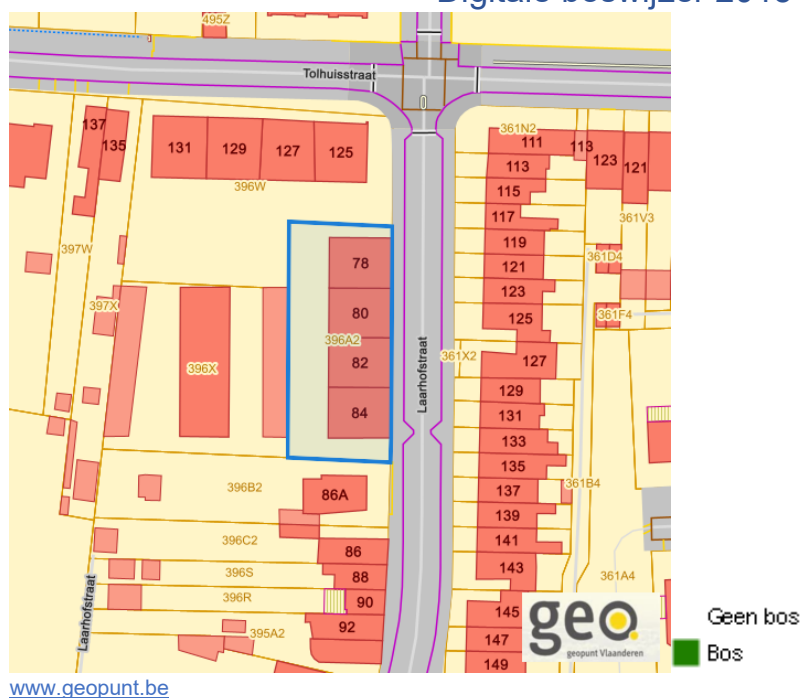 495Z
Tolhuisstraat
137
135
131
129
127
125
396W
361N2
111
113
123
121
113
115
117
361V3
397W
119
361D4
121
78
123
80
397X
361F4
125
396A2
361X2
127
396X
82
Laarhofstraat
129
84
131
133
135
361B4
396B2
86A
137
139
396C2
86
141
143
396S
88
361A4
396R
90
145
Laarhofstraat
395A2
92
147
149
geo
geopunt Vlaanderen
Geen bos
Bos
www.geopunt.be